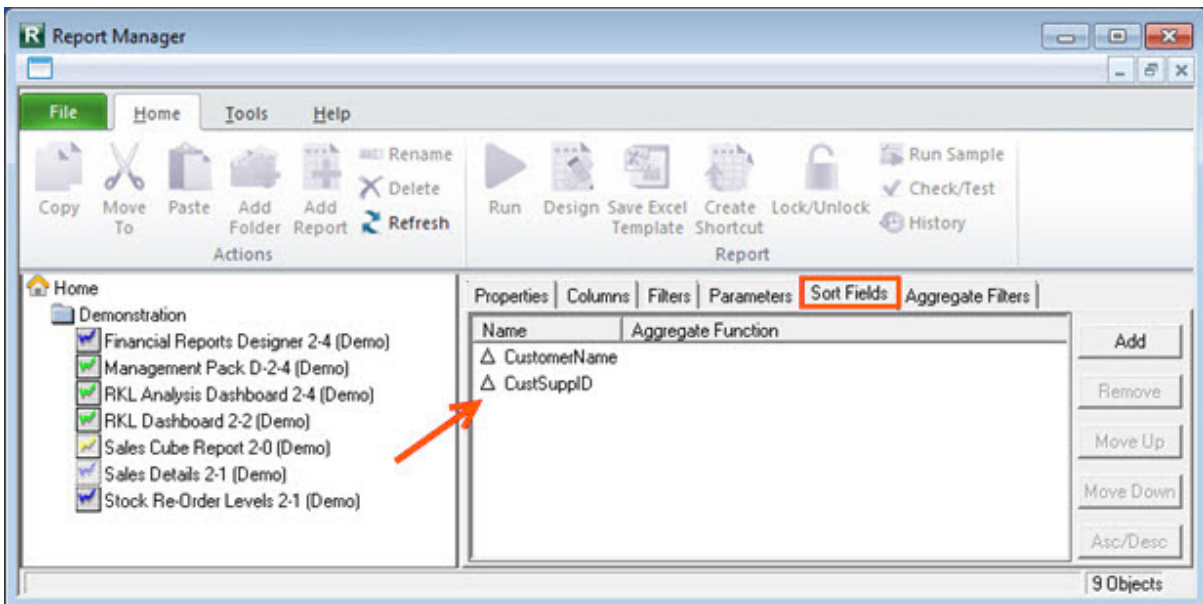 R Report Manager
File Home Tools Help
Copy Move To Paste Add Folder Add Report Rename Delete Refresh
Actions
Run Design Save Excel Template Create Shortcut Lock/Unlock Run Sample Check/Test History
Report
Home
Demonstration
Financial Reports Designer 2-4 (Demo)
Management Pack D-2-4 (Demo)
RKL Analysis Dashboard 2-4 (Demo)
RKL Dashboard 2-2 (Demo)
Sales Cube Report 2-0 (Demo)
Sales Details 2-1 (Demo)
Stock Re-Order Levels 2-1 (Demo)
Properties Columns Filters Parameters Sort Fields Aggregate Filters
Name Aggregate Function
CustomerName
CustSuppID
Add
Remove
Move Up
Move Down
Asc/Desc
9 Objects